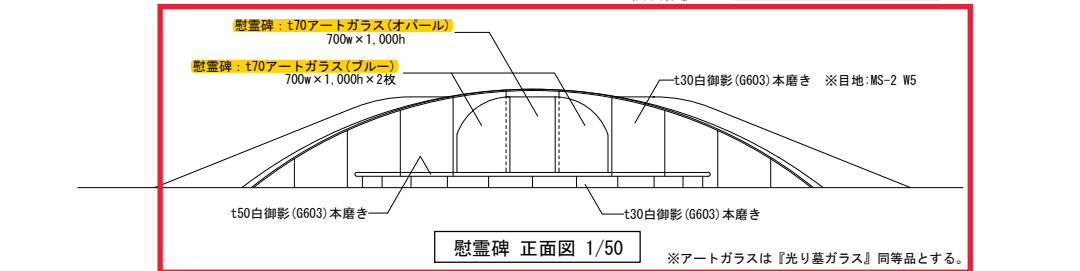 慰霊碑：t70アートガラス(オパール)
700w×1,000h
慰霊碑：t70アートガラス(ブルー)
700w×1,000h×2枚
t30白御影(G603)本磨き　※目地:MS-2 W5
t50白御影(G603)本磨き
t30白御影(G603)本磨き
慰霊碑 正面図 1/50
※アートガラスは『光り墓ガラス』同等品とする。